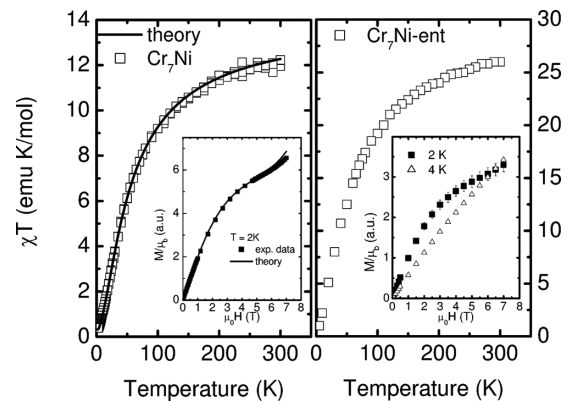 theory
Cr7Ni
χT (emu K/mol)
14
12
10
8
6
4
2
0
0 100 200 300
Temperature (K)
M/μb (a.u.)
6
4
2
0
0 1 2 3 4 5 6 7 8
μ0H (T)
T = 2K
exp. data
theory
Cr7Ni-ent
30
25
20
15
10
5
0
0 100 200 300
Temperature (K)
M/μb (a.u.)
3
2
1
0
0 1 2 3 4 5 6 7 8
μ0H (T)
2 K
4 K